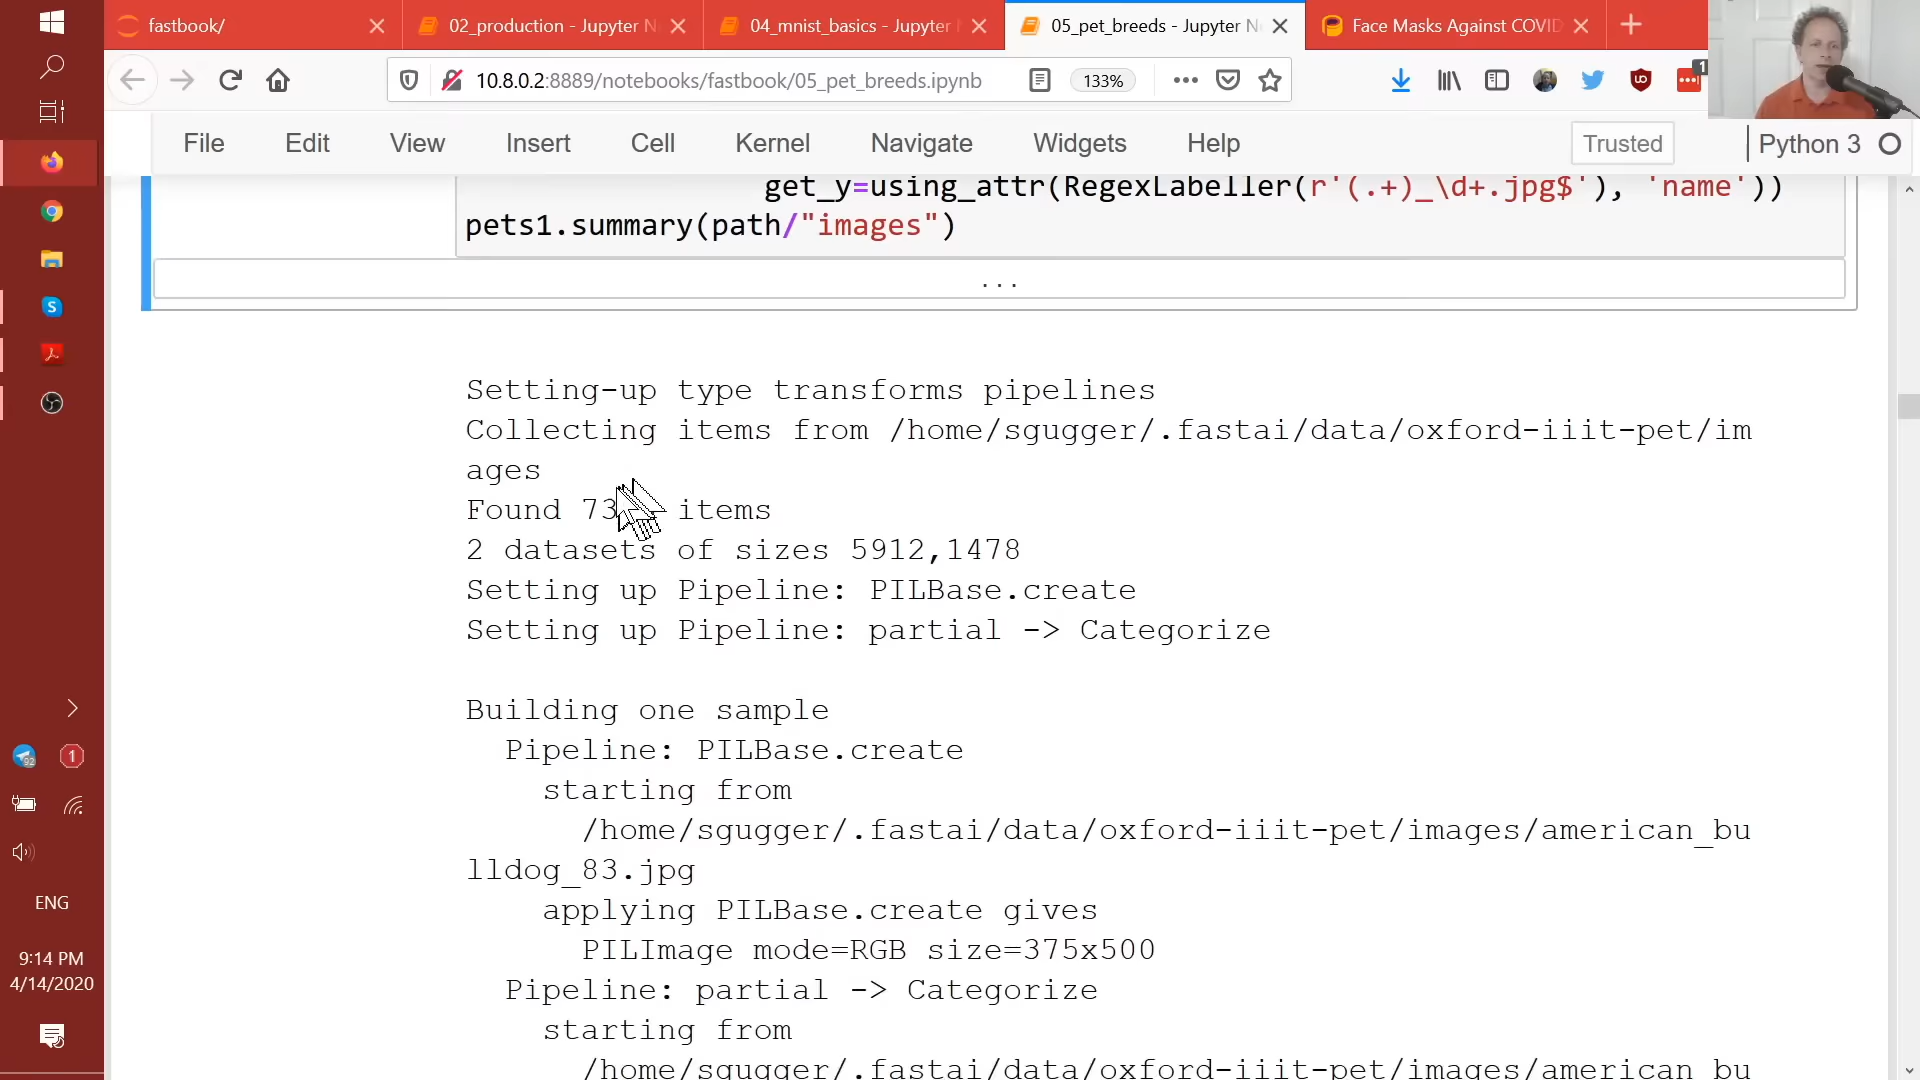 fastbook/
02_production - Jupyter N
04_mnist_basics - Jupyter N
05_pet_breeds - Jupyter N
Face Masks Against COVID
10.8.0.2:8889/notebooks/fastbook/05_pet_breeds.ipynb
133%
1
File Edit View Insert Cell Kernel Navigate Widgets Help
Trusted
Python 3
get_y=using_attr(RegexLabeller(r'(.+)_\d+.jpg$'), 'name'))
pets1.summary(path/"images")
...
Setting-up type transforms pipelines
Collecting items from /home/sgugger/.fastai/data/oxford-iiit-pet/im
ages
Found items
2 datasets of sizes 5912,1478
Setting up Pipeline: PILBase.create
Setting up Pipeline: partial -> Categorize
Building one sample
Pipeline: PILBase.create
starting from
/home/sgugger/.fastai/data/oxford-iiit-pet/images/american_bu
lldog_83.jpg
applying PILBase.create gives
PILImage mode=RGB size=375x500
Pipeline: partial -> Categorize
starting from
/home/sgugger/.fastai/data/oxford-iiit-pet/images/american_bu
92
1
ENG
9:14 PM
4/14/2020